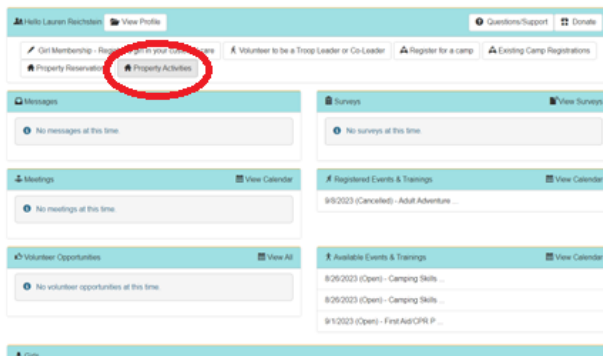 Hello Lauren Reichstein View Profile Questions/Support Donate
Girl Membership - Register girl in your care Volunteer to be a Troop Leader or Co-Leader Register for a camp Existing Camp Registrations
Property Reservation Property Activities
Messages
No messages at this time.
Surveys View Surveys
No surveys at this time.
Meetings View Calendar
No meetings at this time.
Registered Events & Trainings View Calendar
9/8/2023 (Cancelled) - Adult Adventure ...
Volunteer Opportunities View All
No volunteer opportunities at this time.
Available Events & Trainings View Calendar
8/26/2023 (Open) - Camping Skills ...
8/26/2023 (Open) - Camping Skills ...
9/1/2023 (Open) - First Aid/CPR P ...
Girls